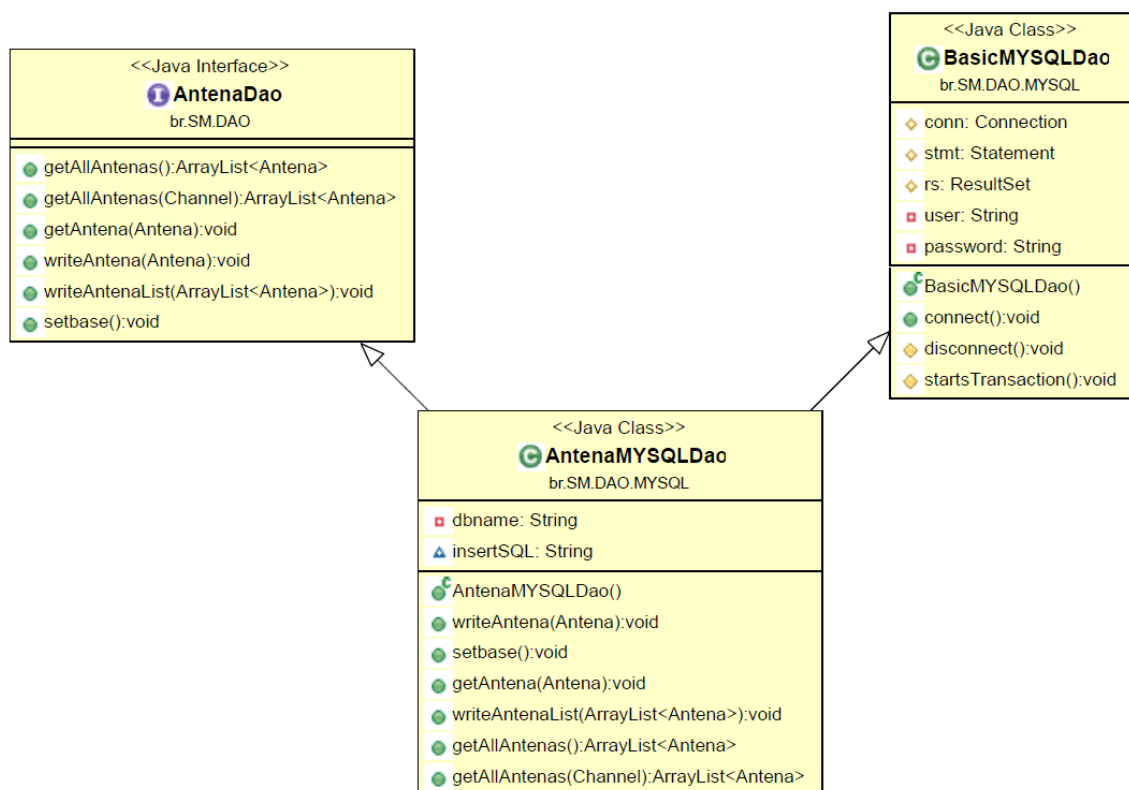 <<Java Interface>>
AntenaDao
br.SM.DAO
getAllAntenas():ArrayList<Antena>
getAllAntenas(Channel):ArrayList<Antena>
getAntena(Antena):void
writeAntena(Antena):void
writeAntenaList(ArrayList<Antena>):void
setbase():void
<<Java Class>>
BasicMYSQLDao
br.SM.DAO.MYSQL
conn: Connection
stmt: Statement
rs: ResultSet
user: String
password: String
BasicMYSQLDao()
connect():void
disconnect():void
startsTransaction():void
<<Java Class>>
AntenaMYSQLDao
br.SM.DAO.MYSQL
dbname: String
insertSQL: String
AntenaMYSQLDao()
writeAntena(Antena):void
setbase():void
getAntena(Antena):void
writeAntenaList(ArrayList<Antena>):void
getAllAntenas():ArrayList<Antena>
getAllAntenas(Channel):ArrayList<Antena>